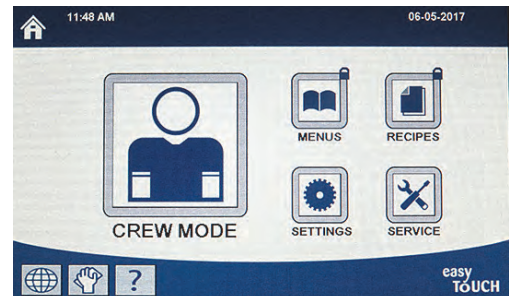 11:48 AM
06-05-2017
MENUS
RECIPES
CREW MODE
SETTINGS
SERVICE
?
easy
TOUCH